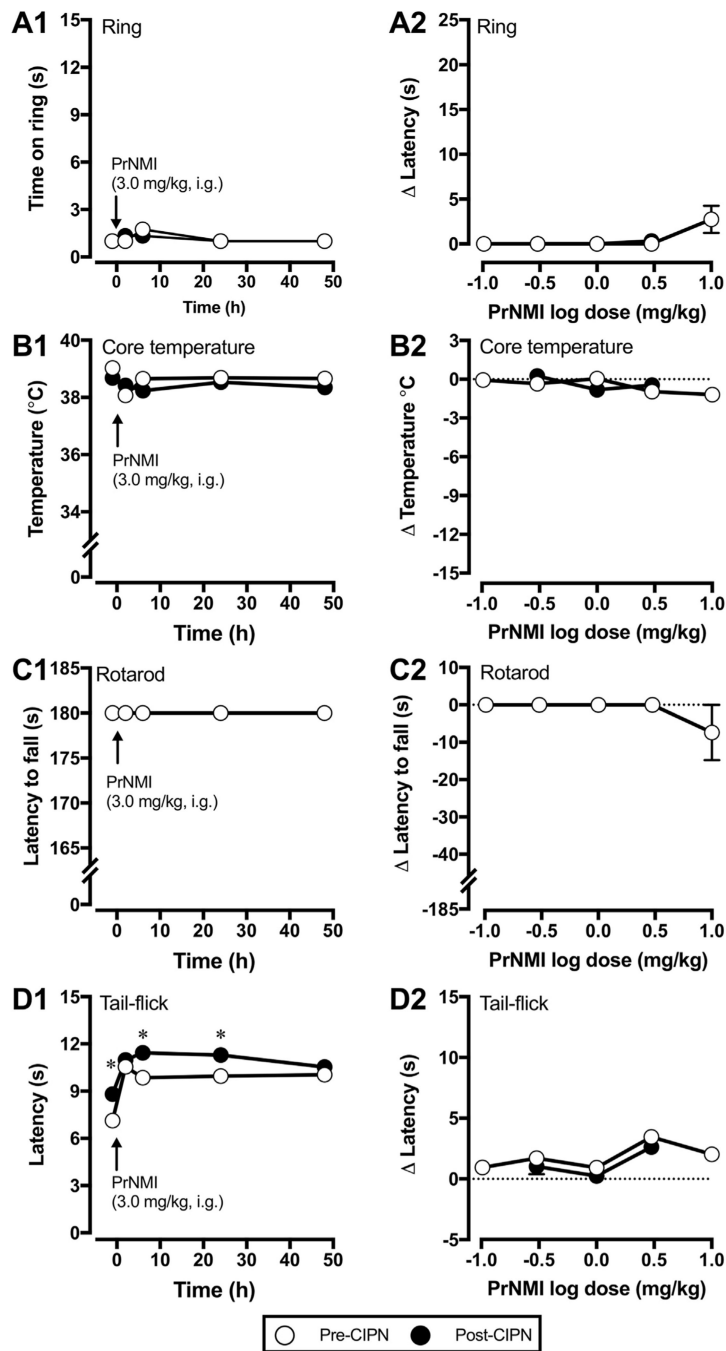 A1 Ring
15
12
9
6
3
0
Time on ring (s)
PrNMI
(3.0 mg/kg, i.g.)
0 10 20 30 40 50
Time (h)
A2 Ring
25
20
15
10
5
0
Δ Latency (s)
-1.0 -0.5 0.0 0.5 1.0
PrNMI log dose (mg/kg)
B1 Core temperature
40
38
36
34
0
Temperature (°C)
PrNMI
(3.0 mg/kg, i.g.)
0 10 20 30 40 50
Time (h)
B2 Core temperature
3
0
-3
-6
-9
-12
-15
Δ Temperature °C
-1.0 -0.5 0.0 0.5 1.0
PrNMI log dose (mg/kg)
C1 Rotarod
185
180
175
170
165
0
Latency to fall (s)
PrNMI
(3.0 mg/kg, i.g.)
0 10 20 30 40 50
Time (h)
C2 Rotarod
10
0
-10
-20
-30
-40
-185
Δ Latency to fall (s)
-1.0 -0.5 0.0 0.5 1.0
PrNMI log dose (mg/kg)
D1 Tail-flick
15
12
9
6
3
0
Latency (s)
* * *
PrNMI
(3.0 mg/kg, i.g.)
0 10 20 30 40 50
Time (h)
D2 Tail-flick
15
10
5
0
-5
Δ Latency (s)
-1.0 -0.5 0.0 0.5 1.0
PrNMI log dose (mg/kg)
Pre-CIPN Post-CIPN